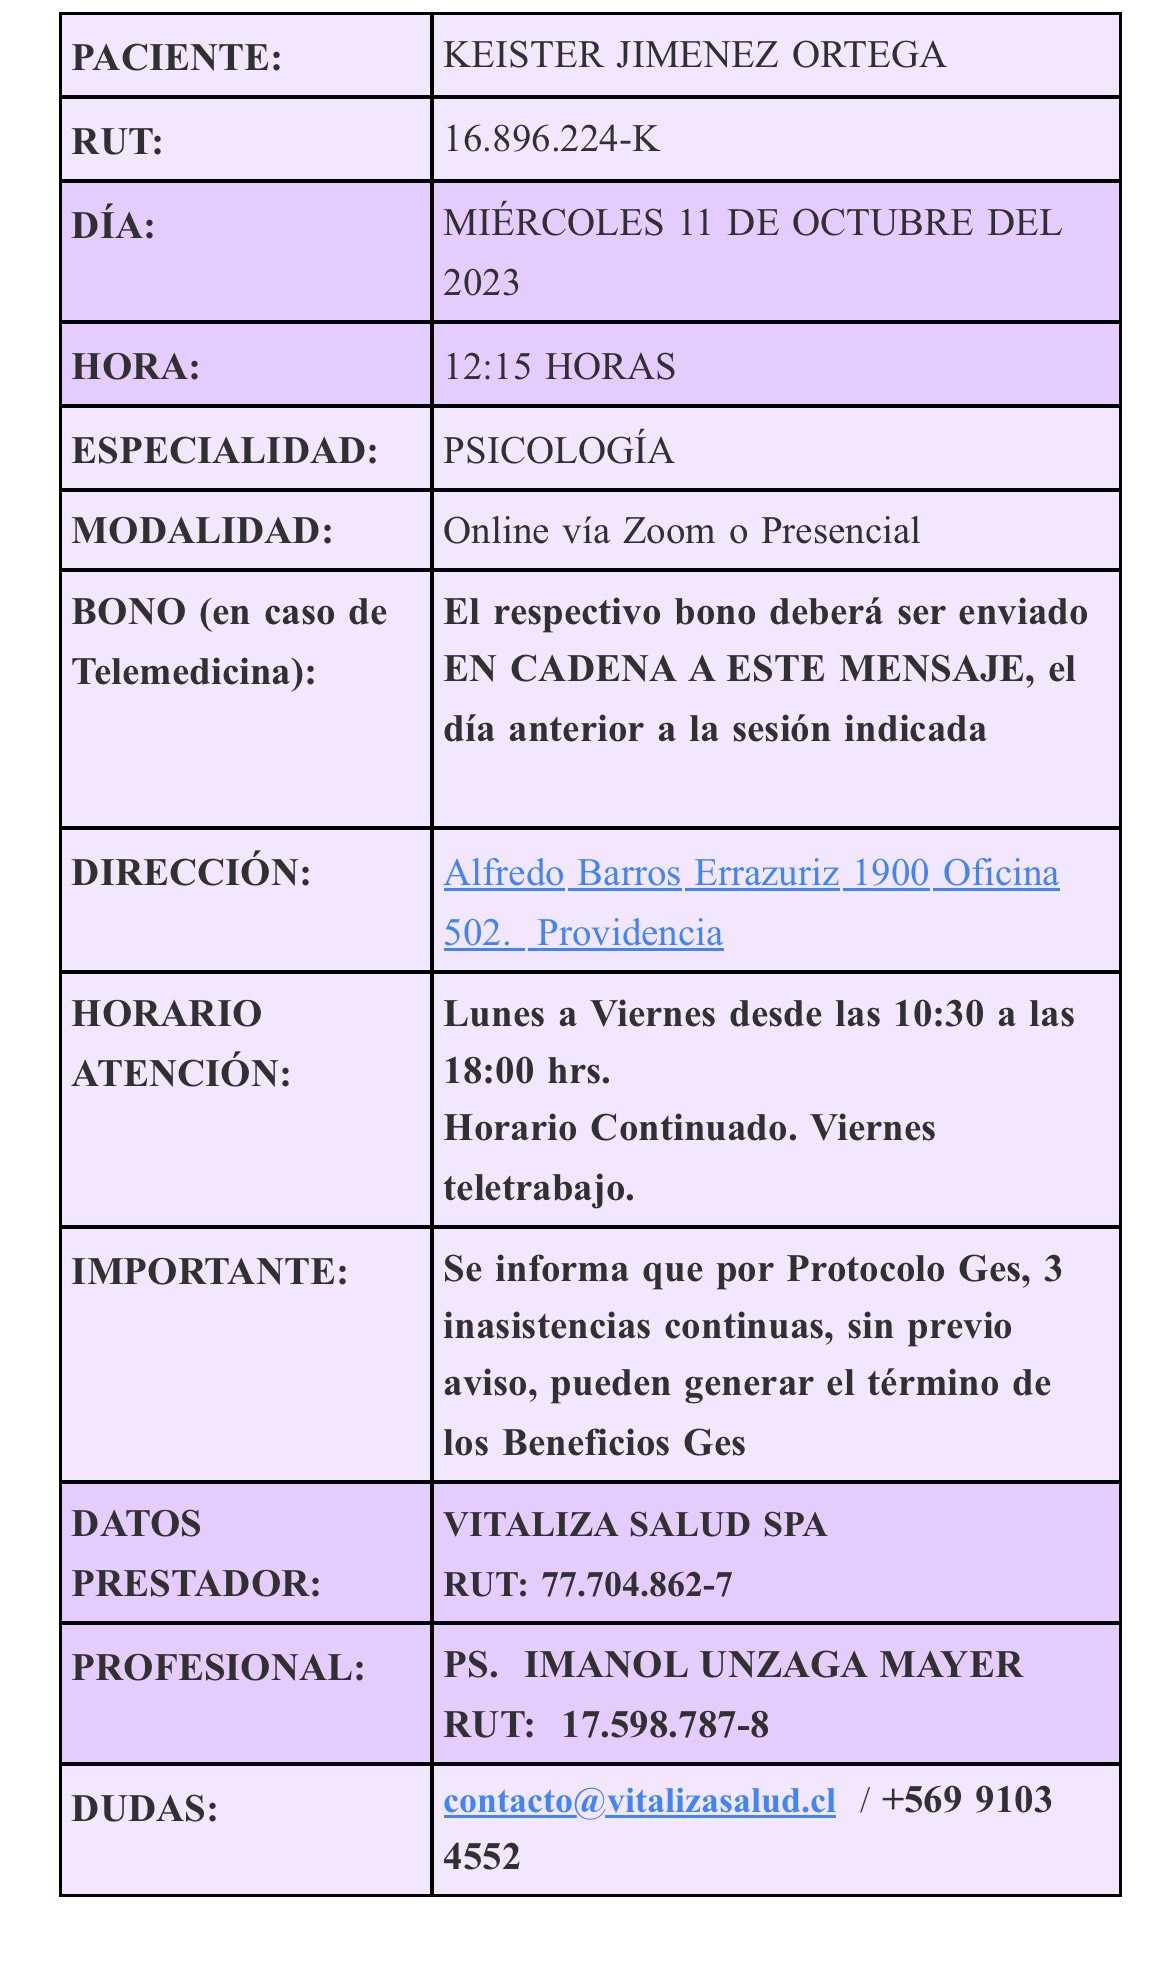 PACIENTE:
KEISTER JIMENEZ ORTEGA
RUT:
16.896.224-K
DÍA:
MIÉRCOLES 11 DE OCTUBRE DEL
2023
HORA:
12:15 HORAS
ESPECIALIDAD:
PSICOLOGÍA
MODALIDAD:
Online vía Zoom o Presencial
BONO (en caso de
Telemedicina):
El respectivo bono deberá ser enviado
EN CADENA A ESTE MENSAJE, el
día anterior a la sesión indicada
DIRECCIÓN:
Alfredo Barros Errazuriz 1900 Oficina
502.  Providencia
HORARIO
ATENCIÓN:
Lunes a Viernes desde las 10:30 a las
18:00 hrs.
Horario Continuado. Viernes
teletrabajo.
IMPORTANTE:
Se informa que por Protocolo Ges, 3
inasistencias continuas, sin previo
aviso, pueden generar el término de
los Beneficios Ges
DATOS
PRESTADOR:
VITALIZA SALUD SPA
RUT: 77.704.862-7
PROFESIONAL:
PS.  IMANOL UNZAGA MAYER
RUT:  17.598.787-8
DUDAS:
contacto@vitalizasalud.cl  / +569 9103
4552